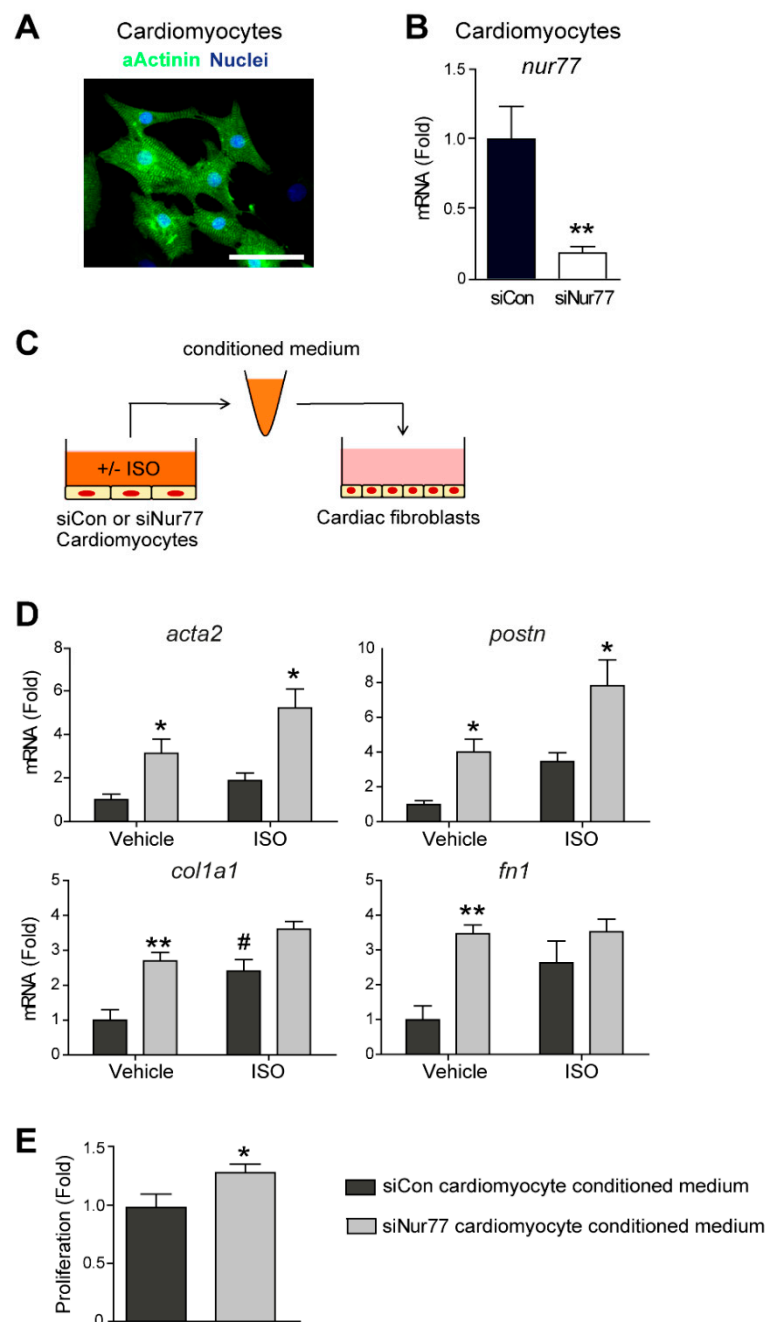 A
Cardiomyocytes
aActinin Nuclei
B
Cardiomyocytes
nur77
mRNA (Fold)
1.5
1.0
0.5
0
**
siCon siNur77
C
conditioned medium
+/- ISO
siCon or siNur77
Cardiomyocytes
Cardiac fibroblasts
D
acta2
mRNA (Fold)
8
6
4
2
0
*
*
Vehicle ISO
postn
10
8
6
4
2
0
*
*
Vehicle ISO
col1a1
mRNA (Fold)
5
4
3
2
1
0
**
#
Vehicle ISO
fn1
5
4
3
2
1
0
**
Vehicle ISO
E
Proliferation (Fold)
1.5
1.0
0.5
0
*
siCon cardiomyocyte conditioned medium
siNur77 cardiomyocyte conditioned medium